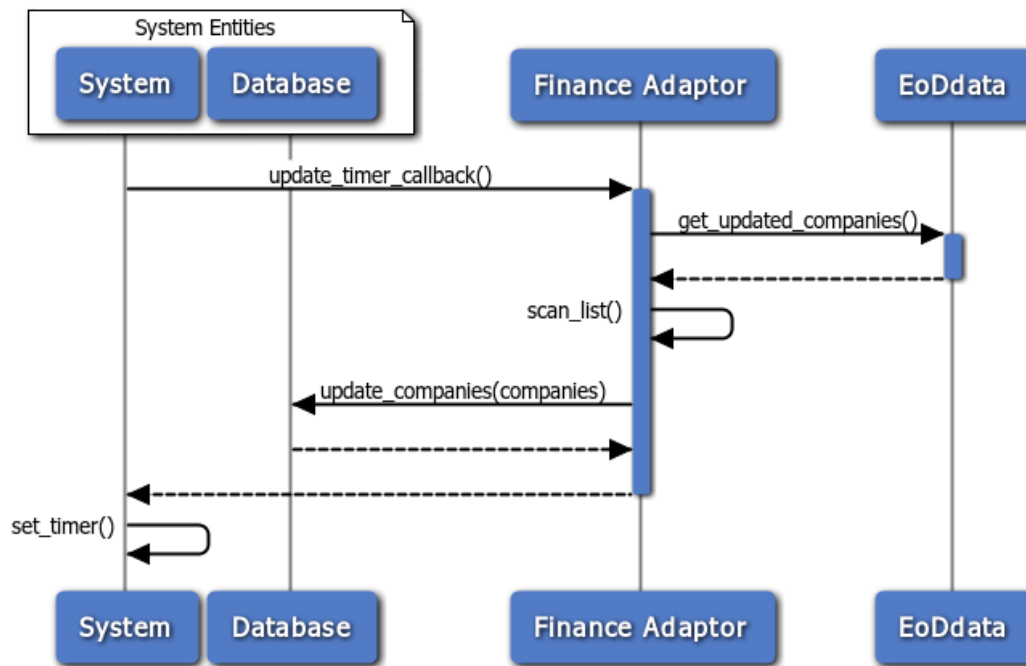 System Entities
System
Database
Finance Adaptor
EoDdata
update_timer_callback()
get_updated_companies()
scan_list()
update_companies(companies)
set_timer()
System
Database
Finance Adaptor
EoDdata